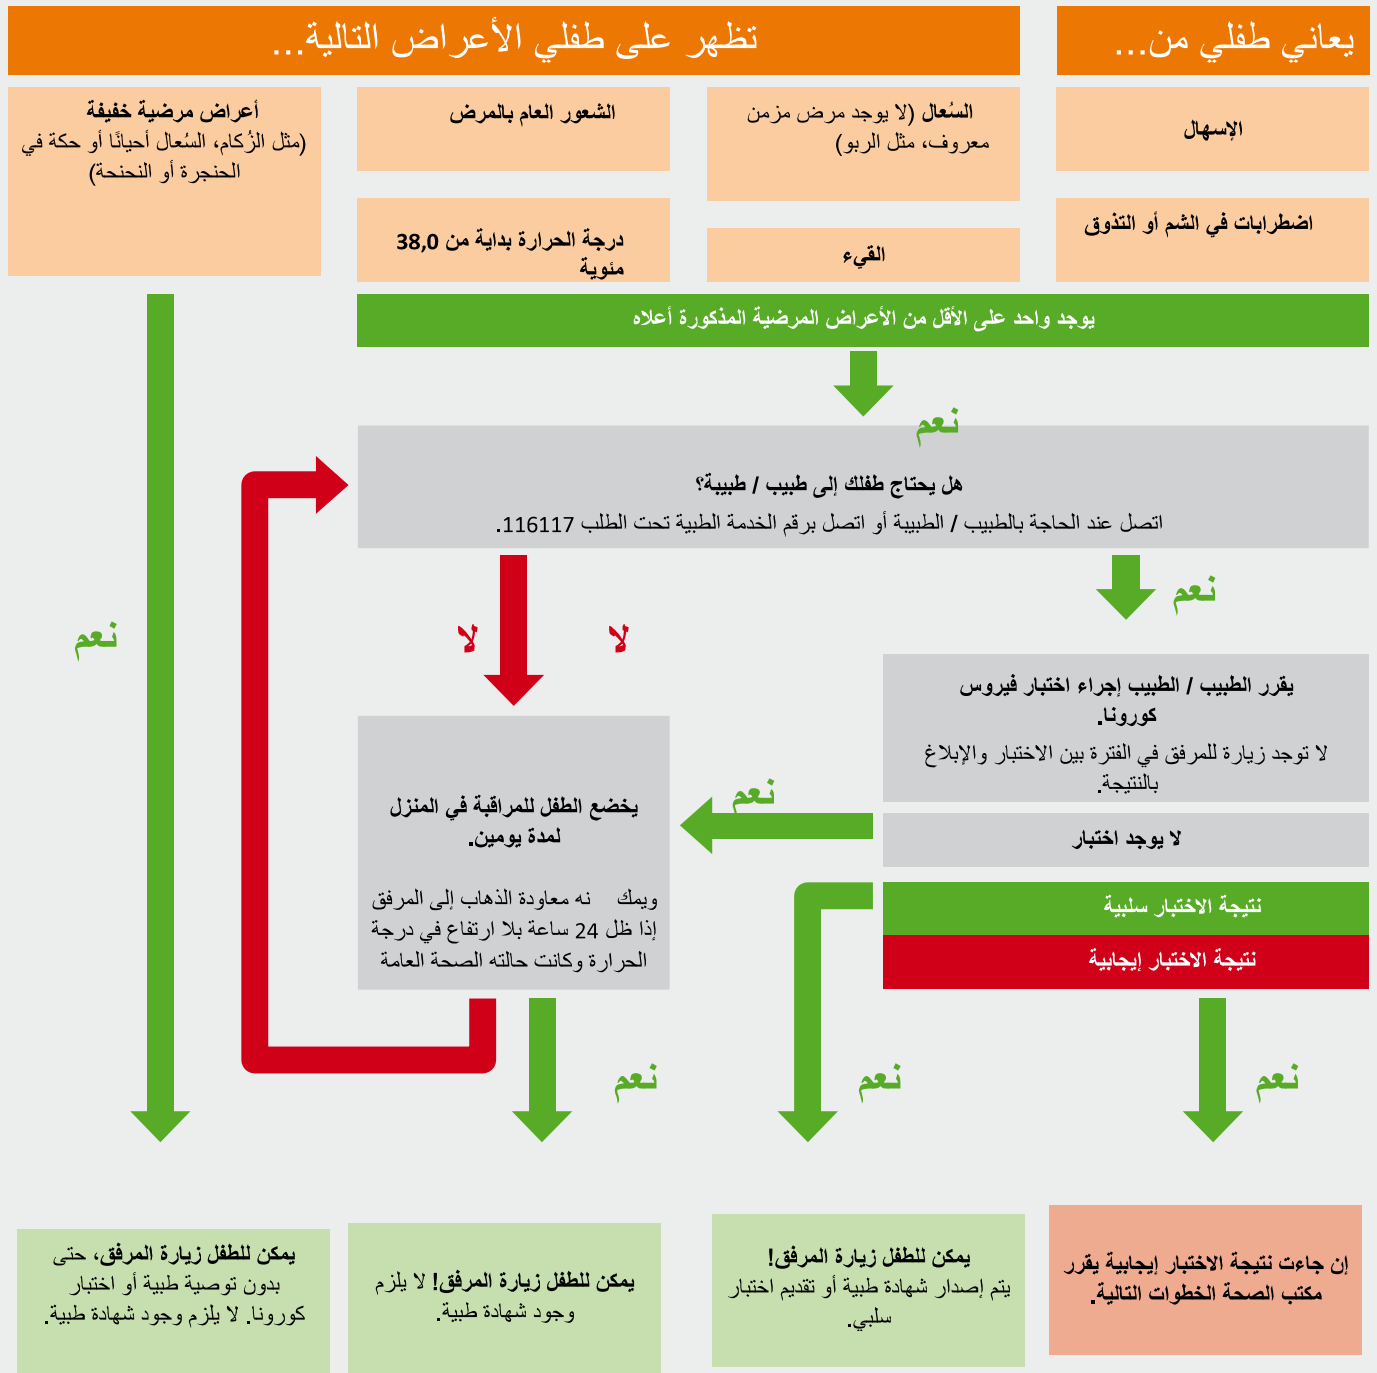 يعاني طفلي من...
تظهر على طفلي الأعراض التالية...
الإسهال
السُعال (لا يوجد مرض مزمن
معروف، مثل الربو)
الشعور العام بالمرض
أعراض مرضية خفيفة
(مثل الزُكام، السُعال أحيانًا أو حكة في
الحنجرة أو النحنحة)
اضطرابات في الشم أو التذوق
القيء
درجة الحرارة بداية من 38,0
مئوية
يوجد واحد على الأقل من الأعراض المرضية المذكورة أعلاه
نعم
هل يحتاج طفلك إلى طبيب / طبيبة؟
اتصل عند الحاجة بالطبيب / الطبيبة أو اتصل برقم الخدمة الطبية تحت الطلب 116117.
نعم
لا
لا
نعم
يقرر الطبيب / الطبيب إجراء اختبار فيروس
كورونا.
لا توجد زيارة للمرفق في الفترة بين الاختبار والإبلاغ
بالنتيجة.
نعم
لا يوجد اختبار
يخضع الطفل للمراقبة في المنزل
لمدة يومين.
ويمك نه معاودة الذهاب إلى المرفق
إذا ظل 24 ساعة بلا ارتفاع في درجة
الحرارة وكانت حالته الصحة العامة
نتيجة الاختبار سلبية
نتيجة الاختبار إيجابية
نعم
نعم
نعم
إن جاءت نتيجة الاختبار إيجابية يقرر
مكتب الصحة الخطوات التالية.
يمكن للطفل زيارة المرفق!
يتم إصدار شهادة طبية أو تقديم اختبار
سلبي.
يمكن للطفل زيارة المرفق! لا يلزم
وجود شهادة طبية.
يمكن للطفل زيارة المرفق، حتى
بدون توصية طبية أو اختبار
كورونا. لا يلزم وجود شهادة طبية.